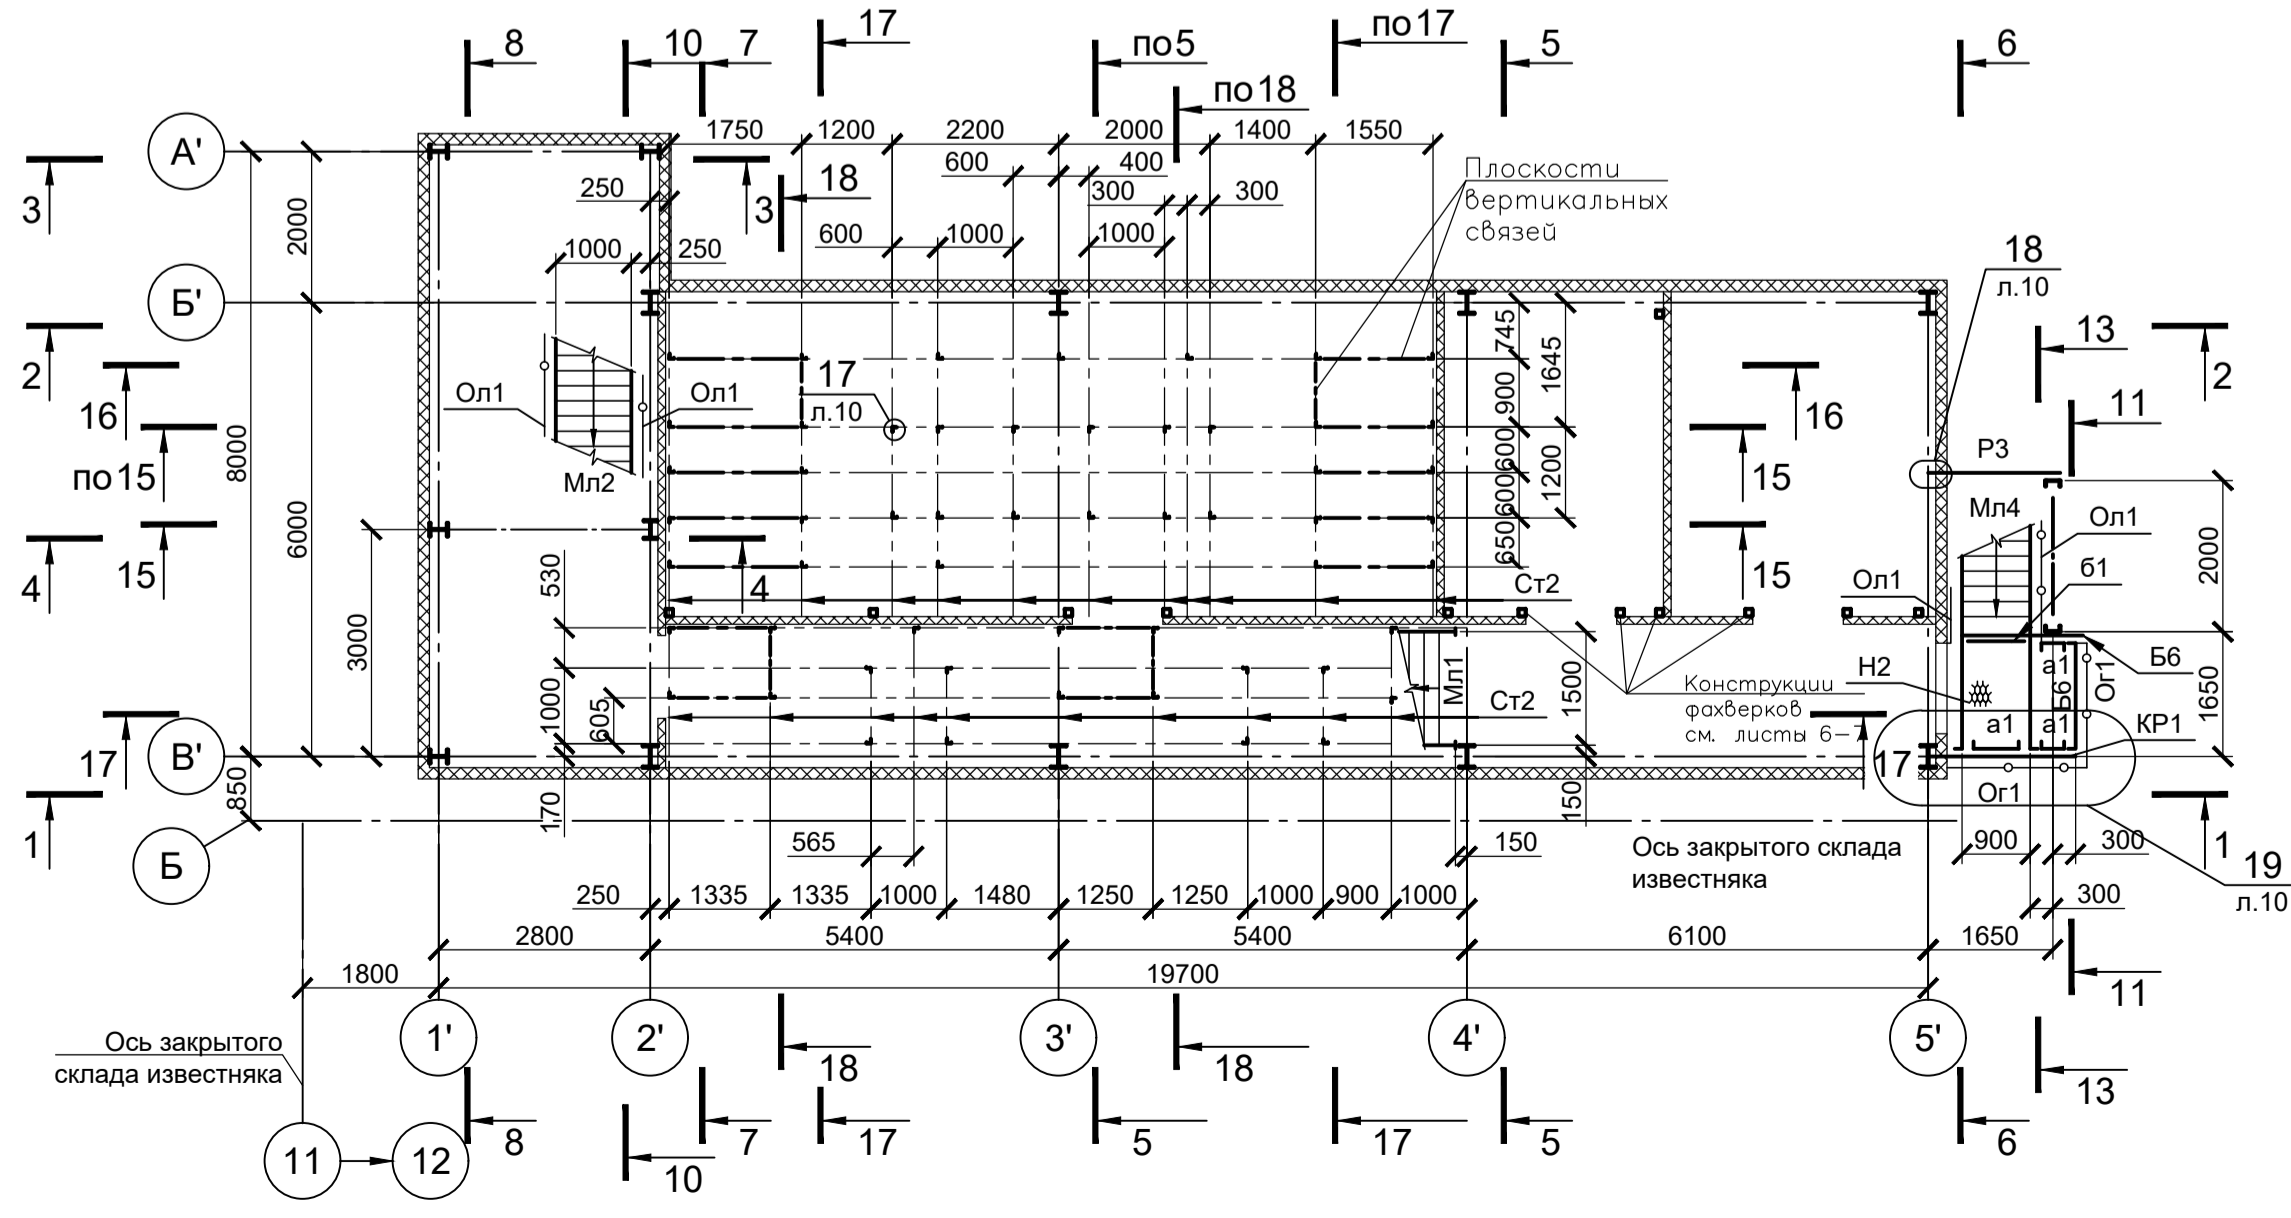 8
10
7
17
по5
по17
5
6
по18
1750
1200
2200
2000
1400
1550
А'
3
3
18
600
400
300
300
250
Плоскости
вертикальных
связей
2000
600
1000
1000
1000
250
18
л.10
Б'
13
2
2
745
1645
16
Ол1
Ол1
17
л.10
900
16
11
8000
по15
Мл2
600
1200
15
Р3
6000
600
Мл4
Ол1
4
15
530
650
4
Ст2
15
Ол1
б1
2000
3000
1000
605
Мл1
1500
Н2
а1
Б6
Ог1
Б6
Конструкции
фахверков
см. листы 6-7
Ст2
а1
а1
КР1
1650
17
В'
17
850
170
150
Ог1
1
Б
565
150
Ось закрытого склада
известняка
900
300
1
19
л.10
250
1335
1335
1000
1480
1250
1250
1000
900
1000
300
2800
5400
5400
6100
1650
1800
19700
11
Ось закрытого
склада известняка
1'
2'
3'
4'
5'
18
18
13
11
12
8
10
7
17
5
17
5
6